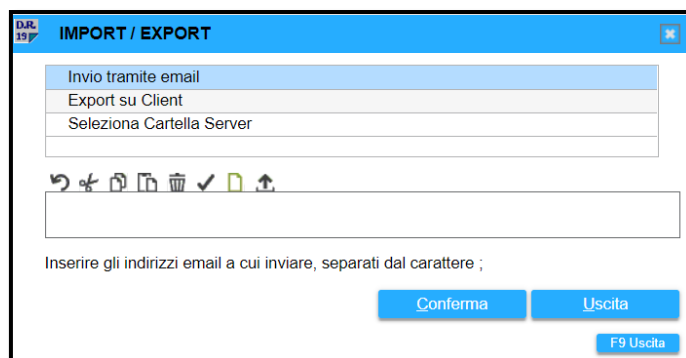 D.R.
19
IMPORT / EXPORT
Invio tramite email
Export su Client
Seleziona Cartella Server
Inserire gli indirizzi email a cui inviare, separati dal carattere ;
Conferma
Uscita
F9 Uscita